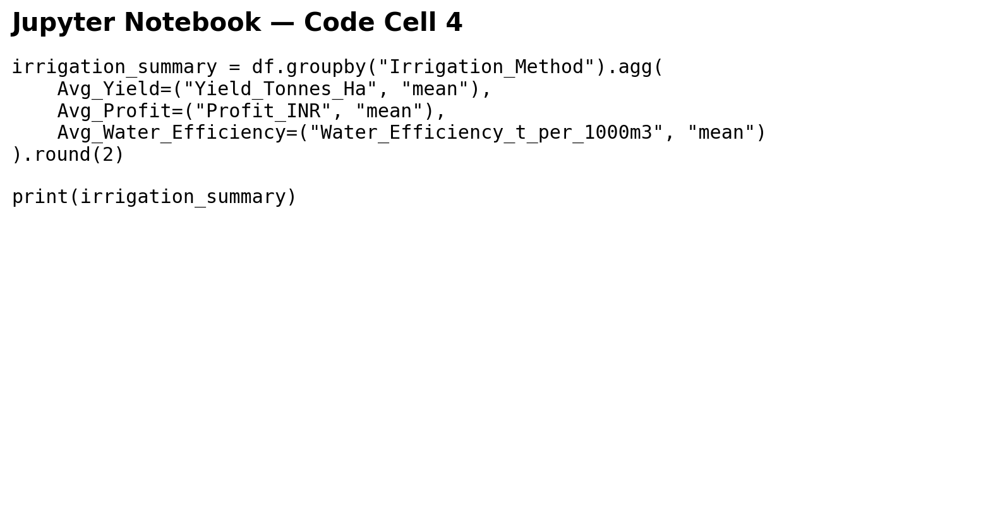 Jupyter Notebook — Code Cell 4
irrigation_summary = df.groupby("Irrigation_Method").agg(
    Avg_Yield=("Yield_Tonnes_Ha", "mean"),
    Avg_Profit=("Profit_INR", "mean"),
    Avg_Water_Efficiency=("Water_Efficiency_t_per_1000m3", "mean")
).round(2)
print(irrigation_summary)